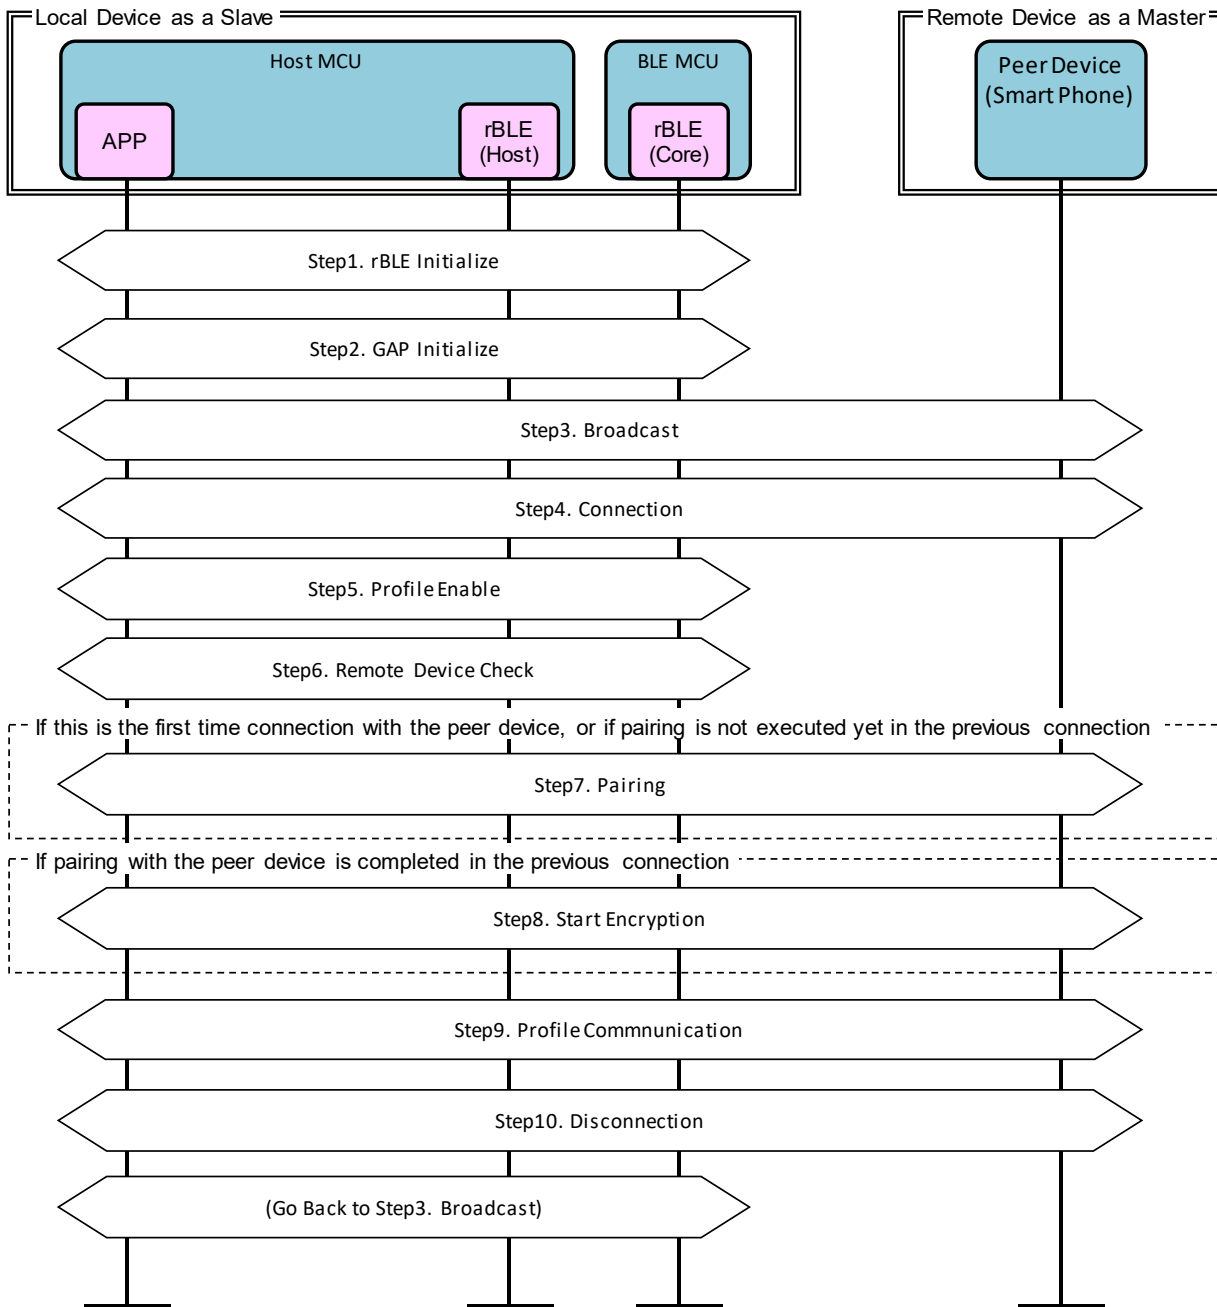 Local Device as a Slave
Remote Device as a Master
Host MCU
BLE MCU
Peer Device
(Smart Phone)
APP
rBLE
(Host)
rBLE
(Core)
Step1. rBLE Initialize
Step2. GAP Initialize
Step3. Broadcast
Step4. Connection
Step5. Profile Enable
Step6. Remote Device Check
If this is the first time connection with the peer device, or if pairing is not executed yet in the previous connection
Step7. Pairing
If pairing with the peer device is completed in the previous connection
Step8. Start Encryption
Step9. Profile Commnunication
Step10. Disconnection
(Go Back to Step3. Broadcast)